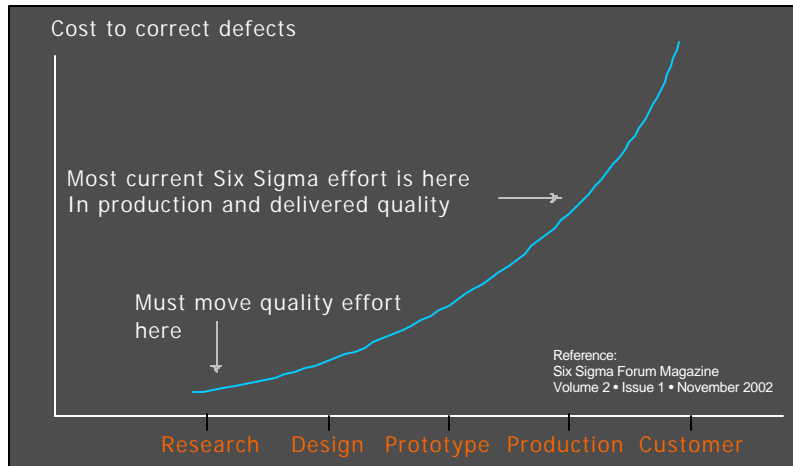 Cost to correct defects
Most current Six Sigma effort is here
In production and delivered quality
Must move quality effort
here
Reference:
Six Sigma Forum Magazine
Volume 2 • Issue 1 • November 2002
Research Design Prototype Production Customer